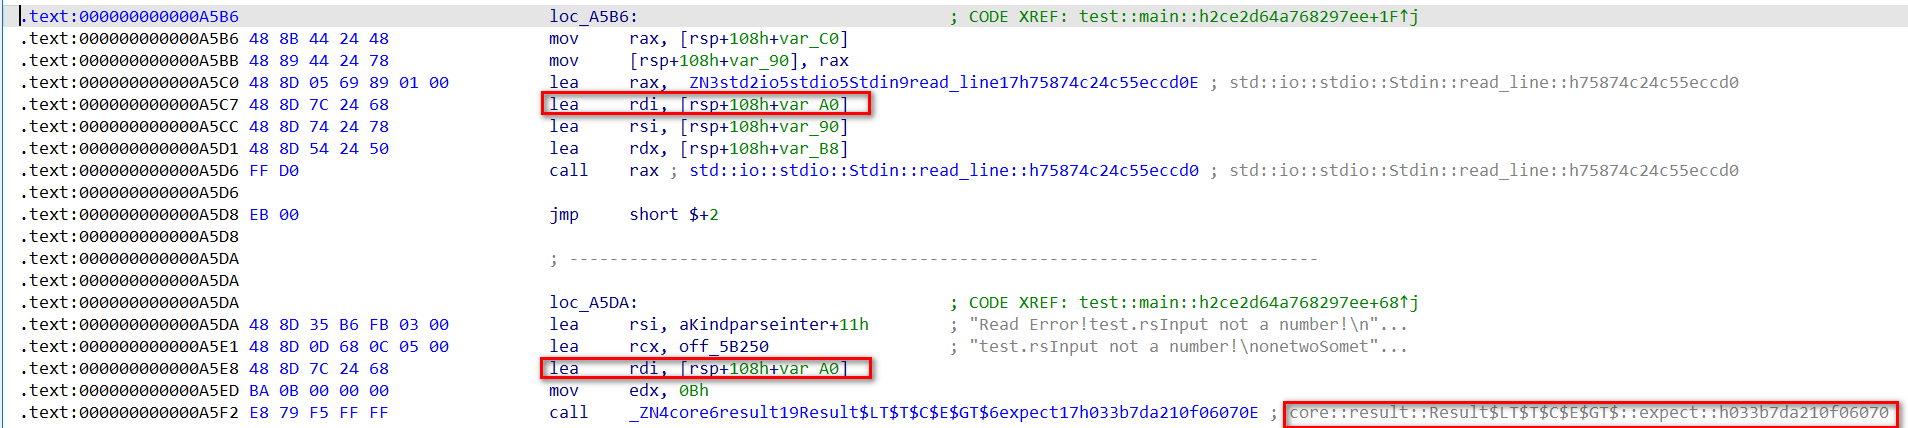 .text:000000000000A5B6 loc_A5B6: ; CODE XREF: test::main::h2ce2d64a768297ee+1F↑j
.text:000000000000A5B6 48 8B 44 24 48 mov rax, [rsp+108h+var_C0]
.text:000000000000A5BB 48 89 44 24 78 mov [rsp+108h+var_90], rax
.text:000000000000A5C0 48 8D 05 69 89 01 00 lea rax, _ZN3std2io5stdio5Stdin9read_line17h75874c24c55eccd0E ; std::io::stdio::Stdin::read_line::h75874c24c55eccd0
.text:000000000000A5C7 48 8D 7C 24 68 lea rdi, [rsp+108h+var_A0]
.text:000000000000A5CC 48 8D 74 24 78 lea rsi, [rsp+108h+var_90]
.text:000000000000A5D1 48 8D 54 24 50 lea rdx, [rsp+108h+var_B8]
.text:000000000000A5D6 FF D0 call rax ; std::io::stdio::Stdin::read_line::h75874c24c55eccd0 ; std::io::stdio::Stdin::read_line::h75874c24c55eccd0
.text:000000000000A5D6
.text:000000000000A5D8 EB 00 jmp short $+2
.text:000000000000A5D8
.text:000000000000A5DA ; ---------------------------------------------------------------------------
.text:000000000000A5DA
.text:000000000000A5DA loc_A5DA: ; CODE XREF: test::main::h2ce2d64a768297ee+68↑j
.text:000000000000A5DA 48 8D 35 B6 FB 03 00 lea rsi, aKindparseinter+11h ; "Read Error!test.rsInput not a number!\n"...
.text:000000000000A5E1 48 8D 0D 68 0C 05 00 lea rcx, off_5B250 ; "test.rsInput not a number!\nonetwoSomet"...
.text:000000000000A5E8 48 8D 7C 24 68 lea rdi, [rsp+108h+var_A0]
.text:000000000000A5ED BA 0B 00 00 00 mov edx, 0Bh
.text:000000000000A5F2 E8 79 F5 FF FF call _ZN4core6result19Result$LT$T$C$E$GT$6expect17h033b7da210f06070E ; core::result::Result$LT$T$C$E$GT$::expect::h033b7da210f06070